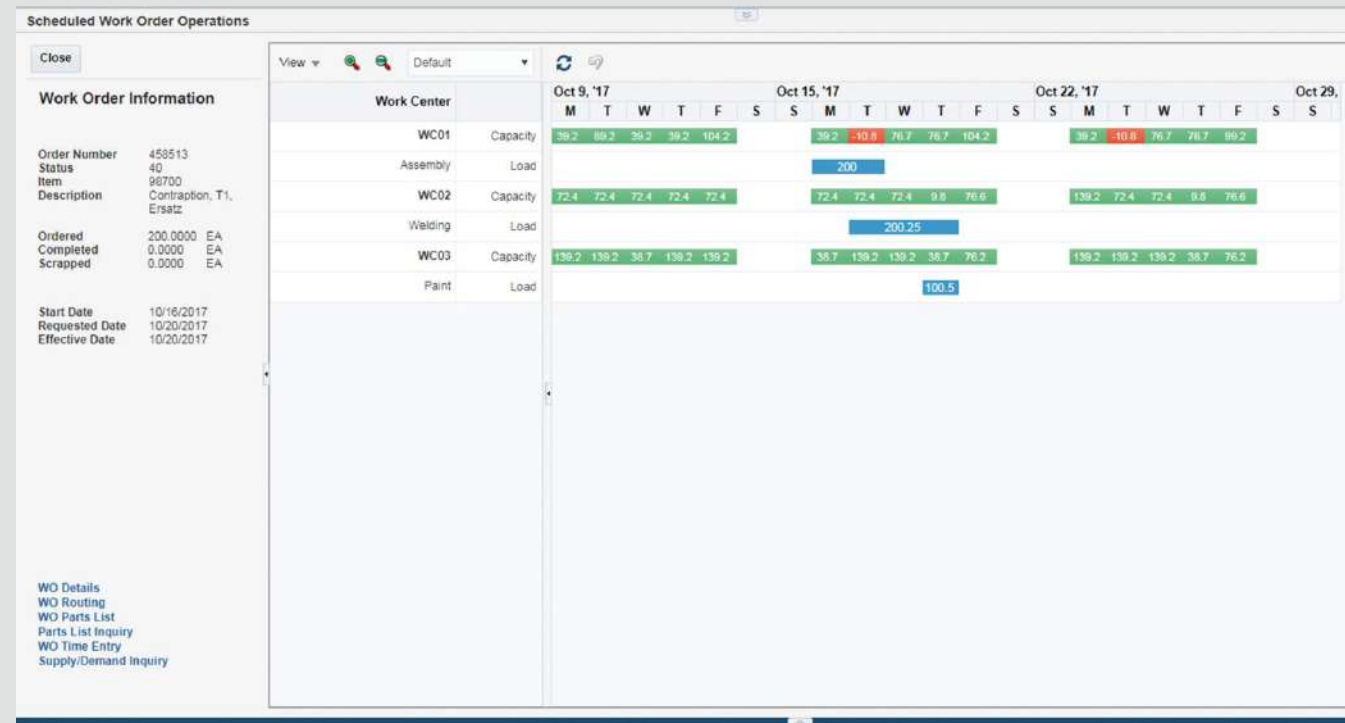 Scheduled Work Order Operations
Close
View Default
Work Order Information
Order Number 458513
Status 40
Item 98700
Description Contraption, T1,
Ersatz
Ordered 200.0000 EA
Completed 0.0000 EA
Scrapped 0.0000 EA
Start Date 10/16/2017
Requested Date 10/20/2017
Effective Date 10/20/2017
WO Details
WO Routing
WO Parts List
Parts List Inquiry
WO Time Entry
Supply/Demand Inquiry
Work Center
Oct 9, '17 Oct 15, '17 Oct 22, '17 Oct 29,
M T W T F S S M T W T F S S M T W T F S S
WC01 Capacity 39.2 89.2 39.2 39.2 104.2 39.2 -10.8 76.7 76.7 104.2 39.2 -10.8 76.7 76.7 99.2
Assembly Load 200
WC02 Capacity 72.4 72.4 72.4 72.4 72.4 72.4 72.4 72.4 9.8 76.6 139.2 72.4 72.4 9.8 76.6
Welding Load 200.25
WC03 Capacity 139.2 139.2 38.7 139.2 139.2 38.7 139.2 139.2 38.7 76.2 139.2 139.2 139.2 38.7 76.2
Paint Load 100.5